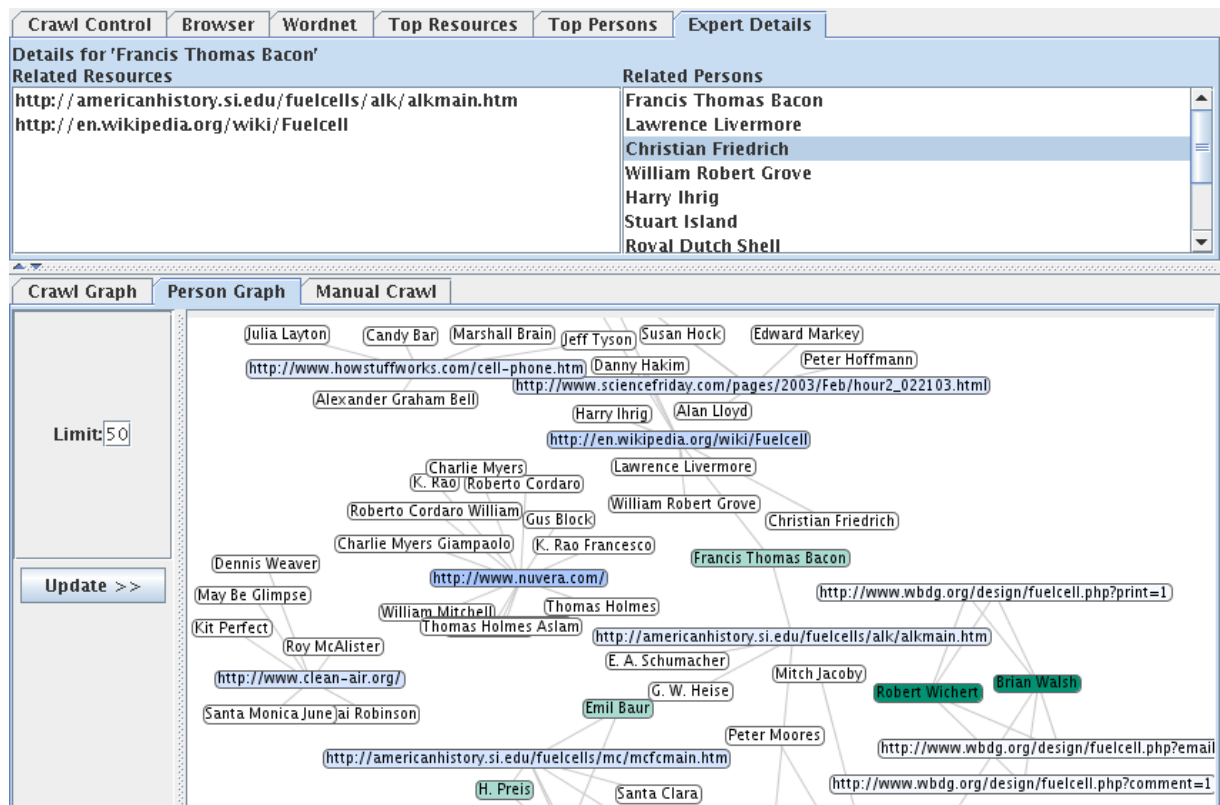 Crawl Control Browser Wordnet Top Resources Top Persons Expert Details
Details for 'Francis Thomas Bacon'
Related Resources
http://americanhistory.si.edu/fuelcells/alk/alkmain.htm
http://en.wikipedia.org/wiki/Fuelcell
Related Persons
Francis Thomas Bacon
Lawrence Livermore
Christian Friedrich
William Robert Grove
Harry Ihrig
Stuart Island
Royal Dutch Shell
Crawl Graph Person Graph Manual Crawl
Limit: 50
Update >>
Julia Layton
Candy Bar
Marshall Brain
Jeff Tyson
Susan Hock
Edward Markey
Peter Hoffmann
http://www.howstuffworks.com/cell-phone.htm
Danny Hakim
http://www.sciencefriday.com/pages/2003/Feb/hour2_022103.html
Alexander Graham Bell
Harry Ihrig
Alan Lloyd
http://en.wikipedia.org/wiki/Fuelcell
Charlie Myers
Lawrence Livermore
K. Rao
Roberto Cordaro
Roberto Cordaro William
Gus Block
William Robert Grove
Christian Friedrich
Charlie Myers Giampaolo
K. Rao Francesco
Francis Thomas Bacon
Dennis Weaver
http://www.nuvera.com/
May Be Glimpse
http://www.wbdg.org/design/fuelcell.php?print=1
William Mitchell
Thomas Holmes
Kit Perfect
Thomas Holmes Aslam
http://americanhistory.si.edu/fuelcells/alk/alkmain.htm
Roy McAlister
E. A. Schumacher
Mitch Jacoby
http://www.clean-air.org/
G. W. Heise
Robert Wichert
Brian Walsh
Santa Monica June
ai Robinson
Emil Baur
Peter Moores
http://www.wbdg.org/design/fuelcell.php?email
http://americanhistory.si.edu/fuelcells/mc/mcfcmain.htm
http://www.wbdg.org/design/fuelcell.php?comment=1
H. Preis
Santa Clara